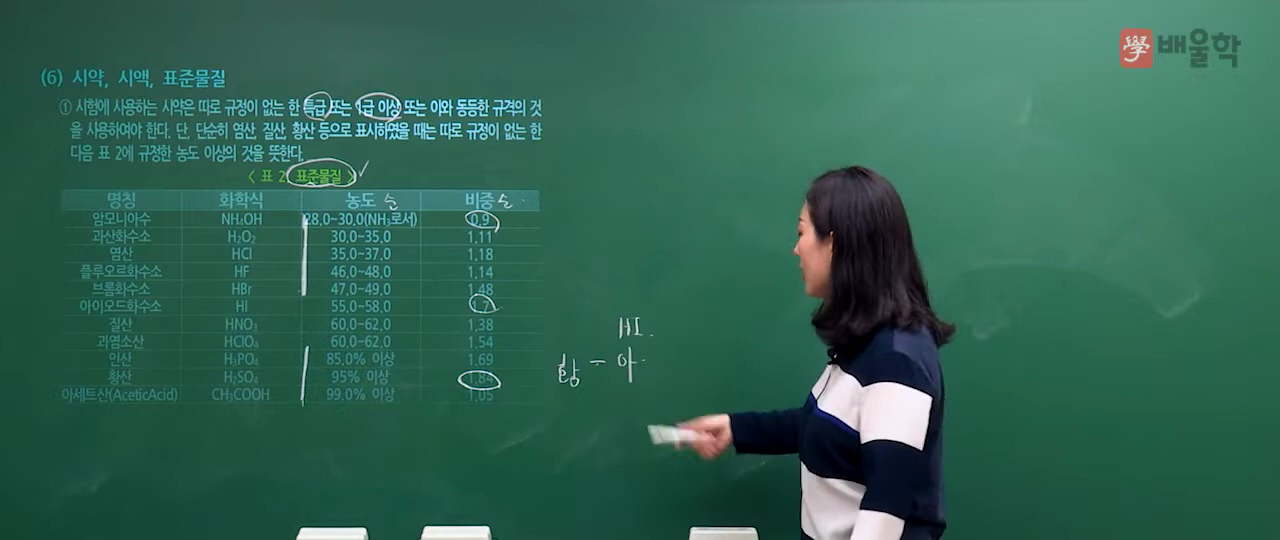 學 배울학
(6) 시약, 시액, 표준물질
① 시험에 사용하는 시약은 따로 규정이 없는 한 특급 또는 1급 이상 또는 이와 동등한 규격의 것
을 사용하여야 한다. 단, 단순히 염산, 질산, 황산 등으로 표시하였을 때는 따로 규정이 없는 한
다음 표 2에 규정한 농도 이상의 것을 뜻한다.
< 표 2 표준물질 >
명칭 화학식 농도 순 비중 순
암모니아수 NH₄OH 28.0~30.0(NH₃로서) 0.9
과산화수소 H₂O₂ 30.0~35.0 1.11
염산 HCl 35.0~37.0 1.18
플루오르화수소 HF 46.0~48.0 1.14
브롬화수소 HBr 47.0~49.0 1.48
아이오드화수소 HI 55.0~58.0 1.7
질산 HNO₃ 60.0~62.0 1.38
과염소산 HClO₄ 60.0~62.0 1.54
인산 H₃PO₄ 85.0% 이상 1.69
황산 H₂SO₄ 95% 이상 1.84
아세트산(AceticAcid) CH₃COOH 99.0% 이상 1.05
HI.